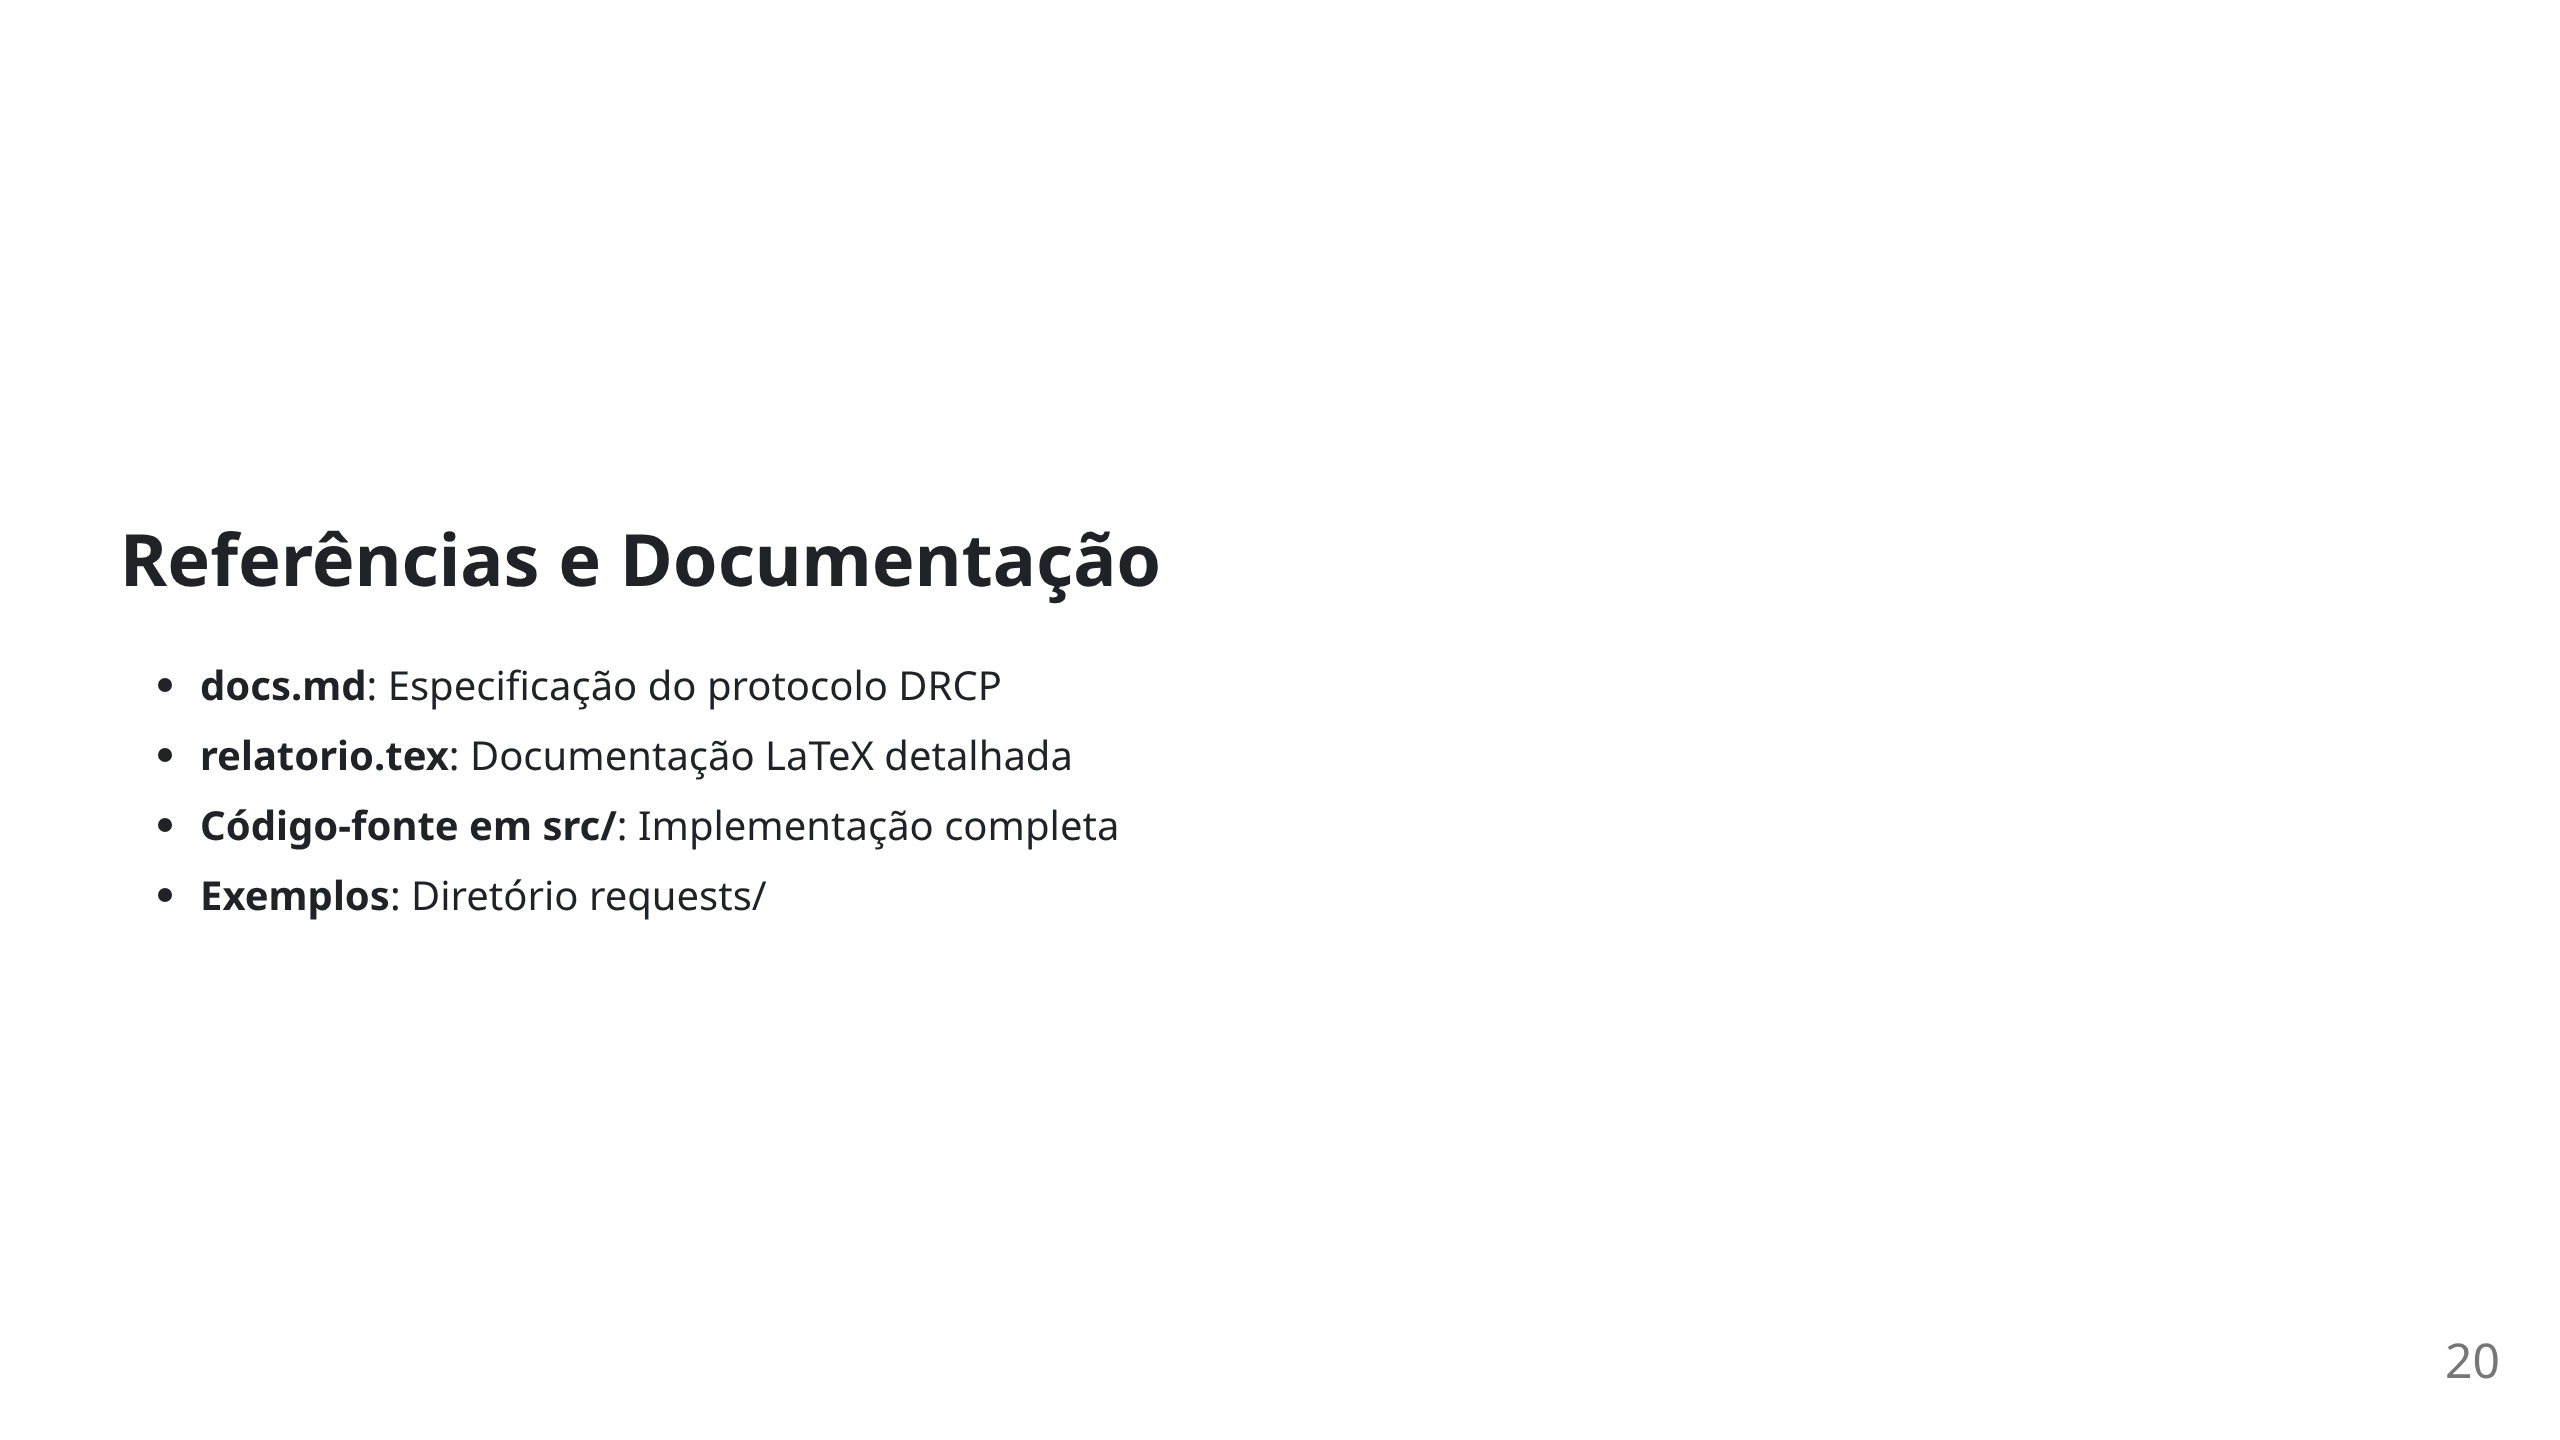 Referências e Documentação
• docs.md: Especificação do protocolo DRCP
• relatorio.tex: Documentação LaTeX detalhada
• Código-fonte em src/: Implementação completa
• Exemplos: Diretório requests/
20